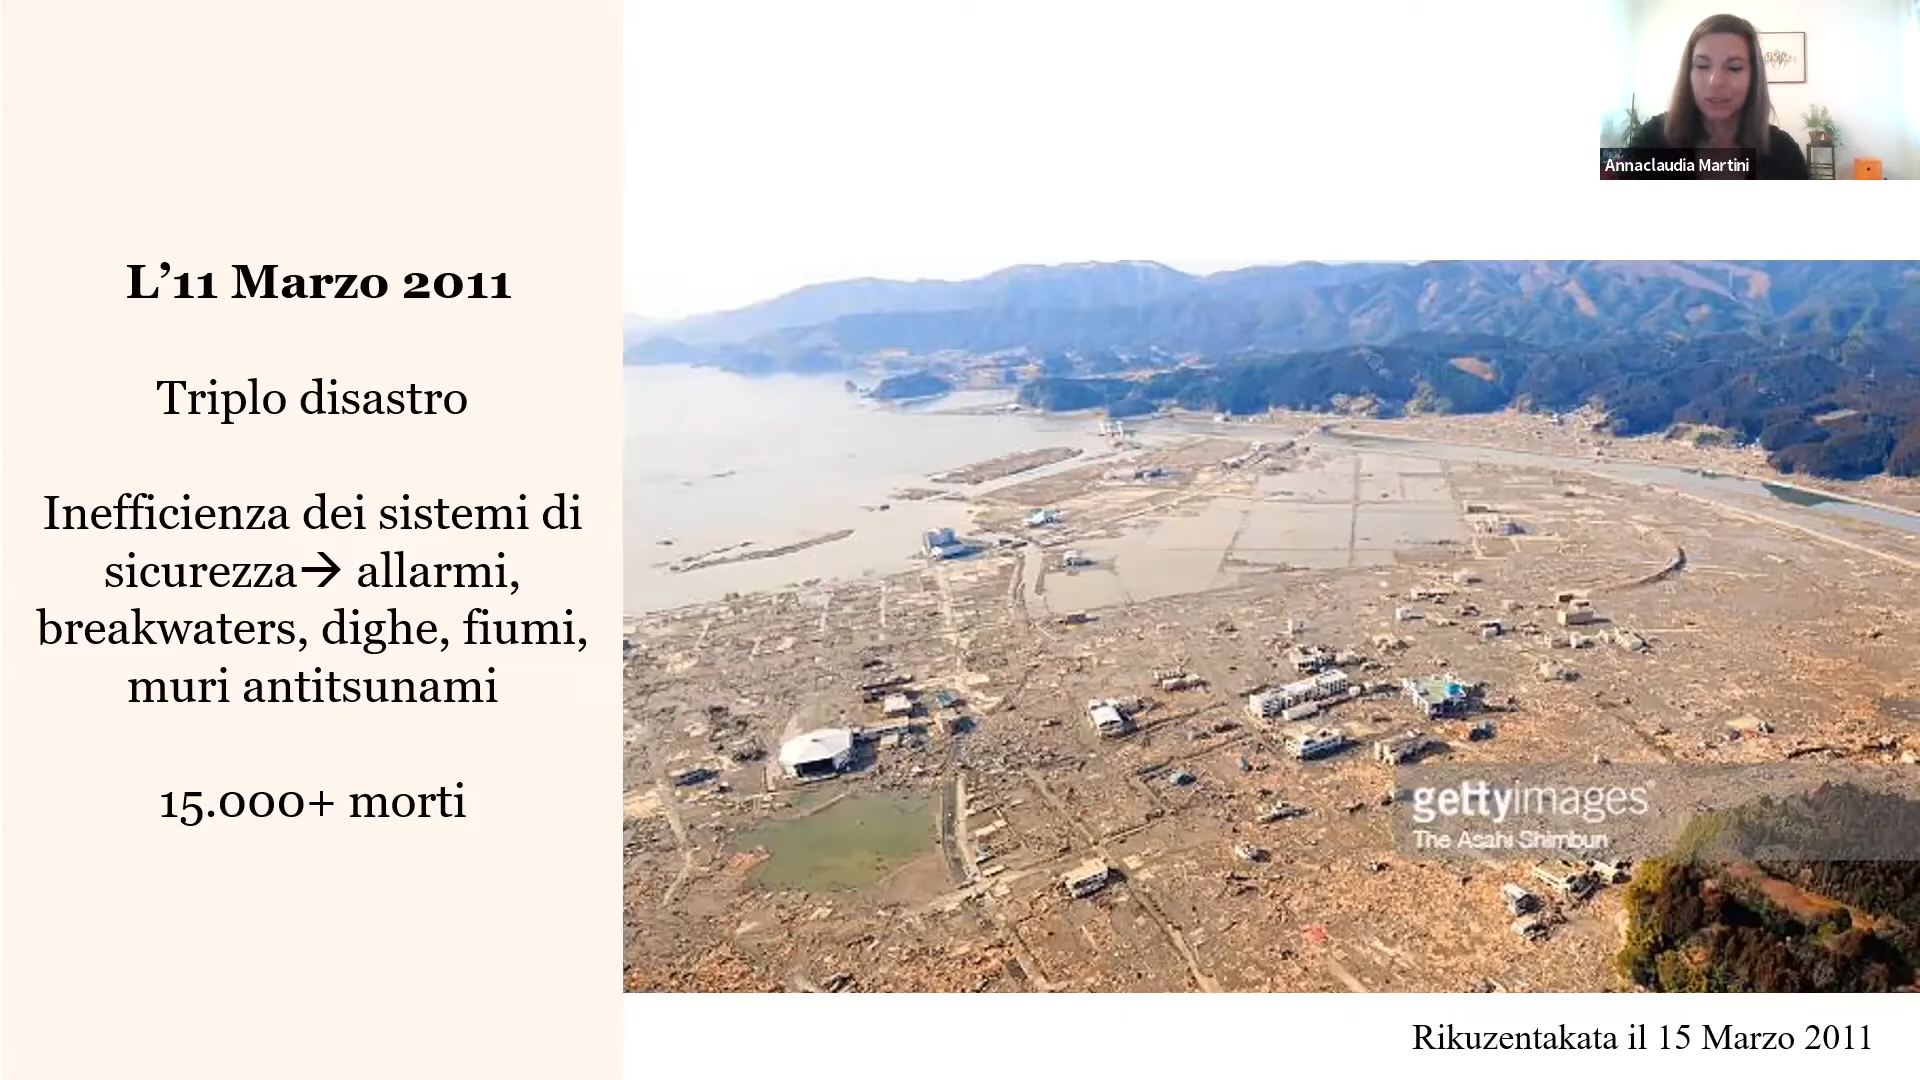 L’11 Marzo 2011
Triplo disastro
Inefficienza dei sistemi di
sicurezza→ allarmi,
breakwaters, dighe, fiumi,
muri antitsunami
15.000+ morti
Annaclaudia Martini
gettyimages
The Asahi Shimbun
Rikuzentakata il 15 Marzo 2011